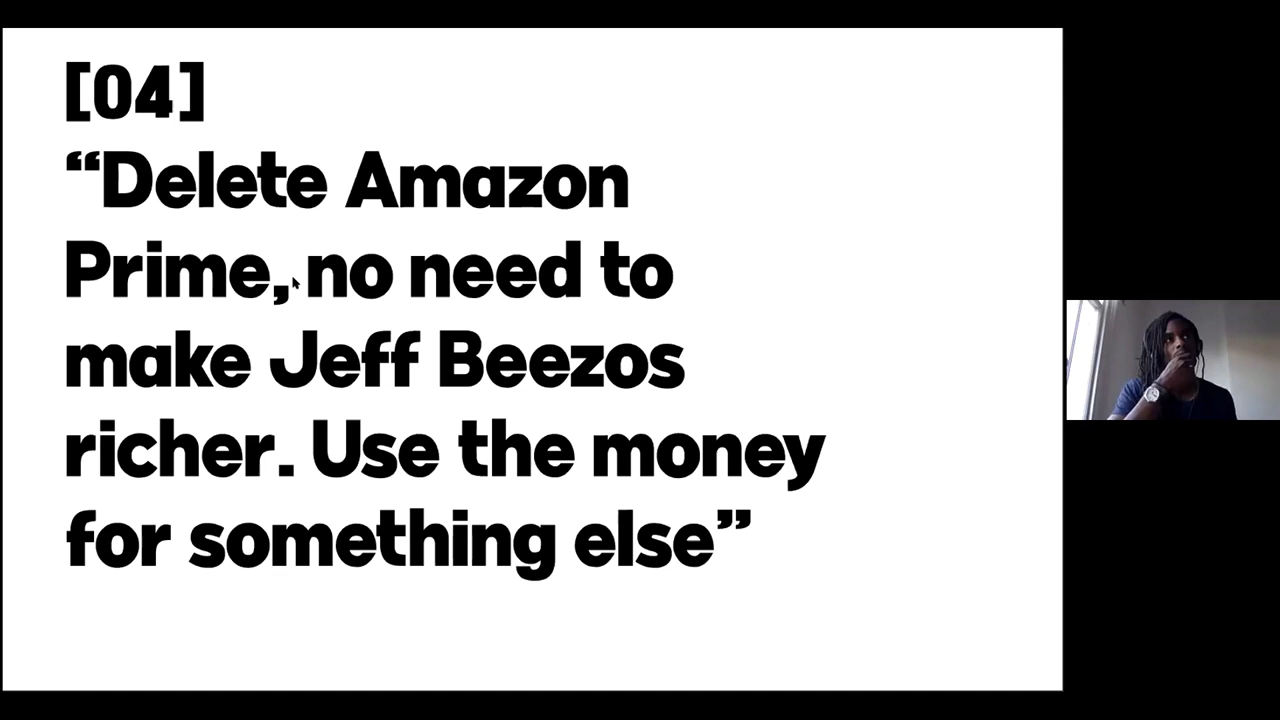 [04]
“Delete Amazon
Prime, no need to
make Jeff Beezos
richer. Use the money
for something else”